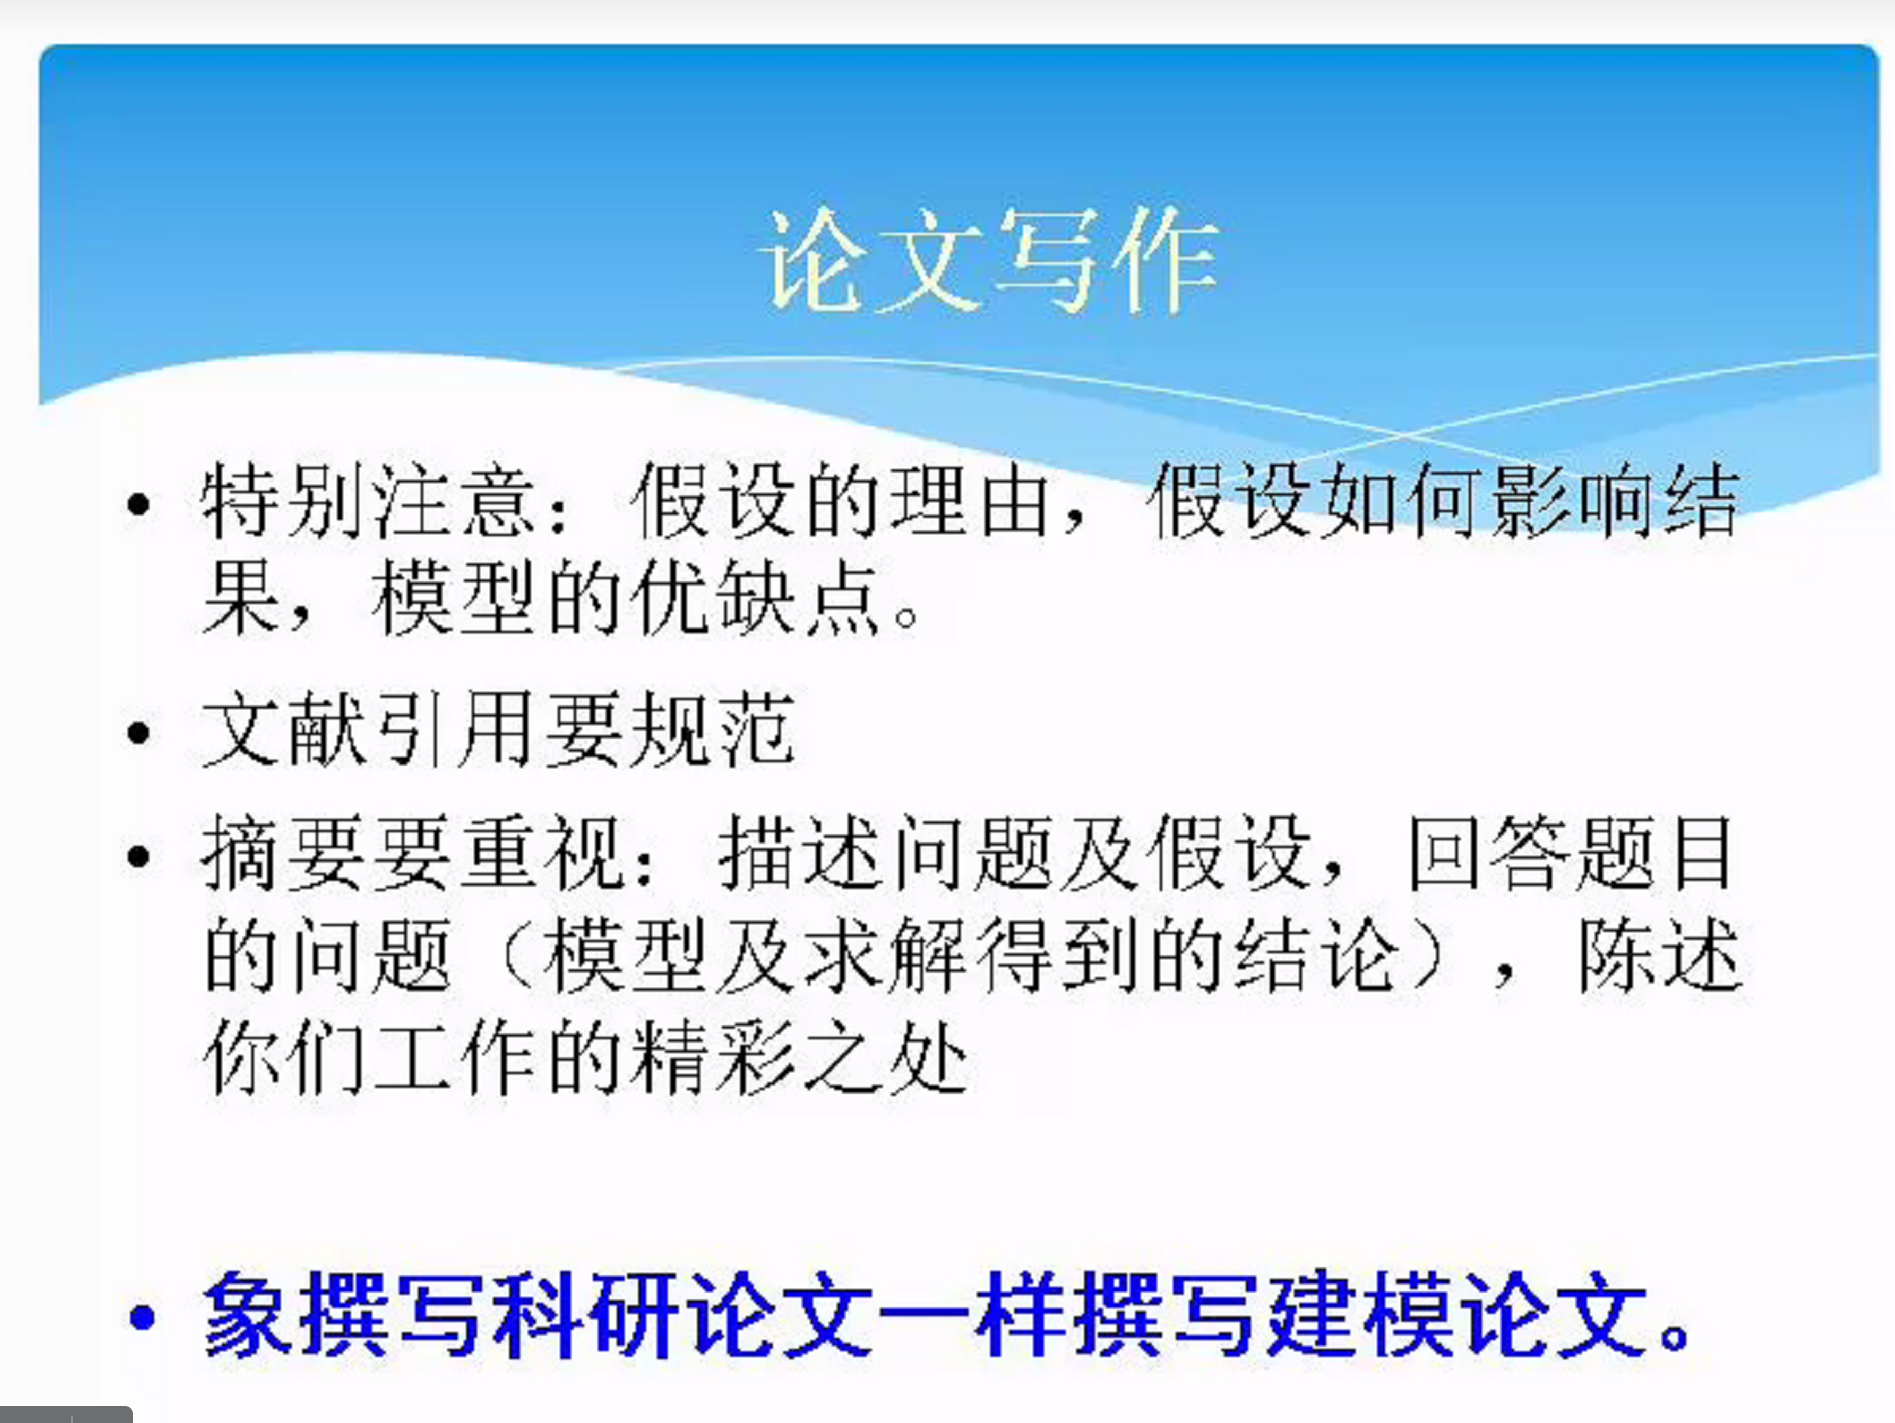 论文写作
• 特别注意：假设的理由，假设如何影响结
果，模型的优缺点。
• 文献引用要规范
• 摘要要重视：描述问题及假设，回答题目
的问题（模型及求解得到的结论），陈述
你们工作的精彩之处
• 象撰写科研论文一样撰写建模论文。